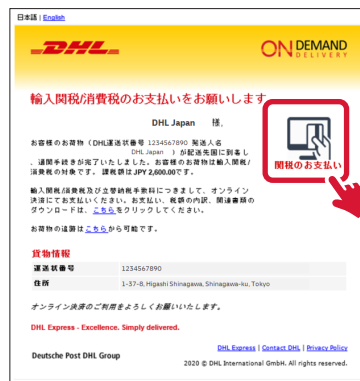 日本語 | English
DHL
ON DEMAND
DELIVERY
輸入関税/消費税のお支払いをお願いします
DHL Japan 様,
お客様のお荷物（DHL運送状番号 1234567890 発送人名
DHL Japan ）が配送先国に到着し
、通関手続きが完了いたしました。お客様のお荷物は輸入関税/
消費税の対象です。 課税額は JPY 2,600.00です。
関税のお支払い
輸入関税/消費税及び立替納税手数料につきまして、オンライン
決済にてお支払いください。お支払い、税額の内訳、関連書類の
ダウンロードは、こちらをクリックしてください。
お荷物の追跡はこちらから可能です。
貨物情報
運送状番号 1234567890
住所 1-37-8, Higashi Shinagawa, Shinagawa-ku, Tokyo
オンライン決済のご利用をよろしくお願いいたします。
DHL Express - Excellence. Simply delivered.
Deutsche Post DHL Group
DHL Express | Contact DHL | Privacy Policy
2020 © DHL International GmbH. All rights reserved.